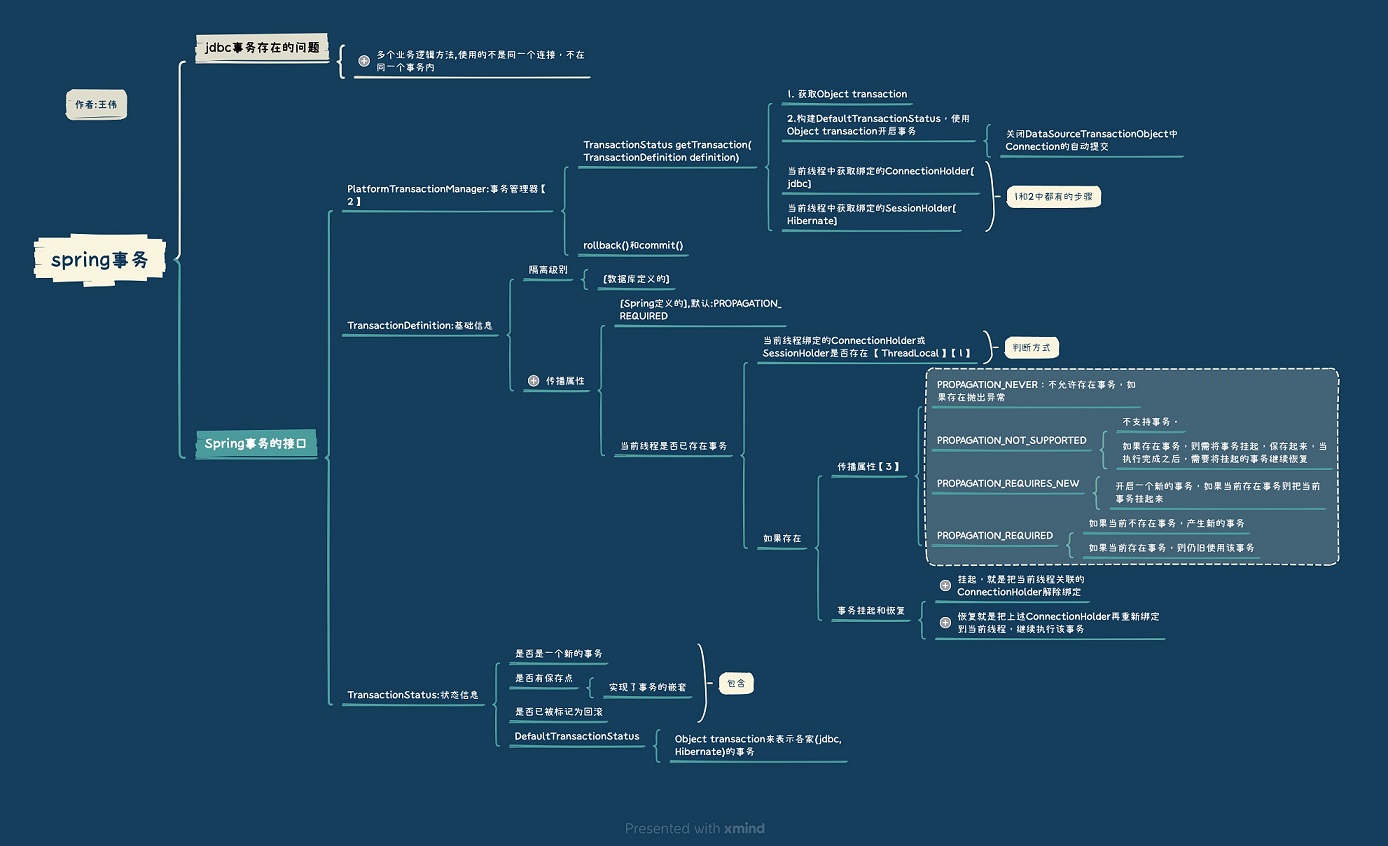 jdbc事务存在的问题
多个业务逻辑方法,使用的不是同一个连接，不在
同一个事务内
作者:王伟
spring事务
Spring事务的接口
PlatformTransactionManager:事务管理器【
2】
TransactionStatus getTransaction(
TransactionDefinition definition)
1. 获取Object transaction
2.构建DefaultTransactionStatus，使用
Object transaction开启事务
关闭DataSourceTransactionObject中
Connection的自动提交
当前线程中获取绑定的ConnectionHolder[
jdbc]
当前线程中获取绑定的SessionHolder[
Hibernate]
1和2中都有的步骤
rollback()和commit()
TransactionDefinition:基础信息
隔离级别
[数据库定义的]
传播属性
[Spring定义的],默认:PROPAGATION_
REQUIRED
当前线程是否已存在事务
当前线程绑定的ConnectionHolder或
SessionHolder是否存在【ThreadLocal】【1】
判断方式
如果存在
传播属性【3】
PROPAGATION_NEVER：不允许存在事务，如
果存在抛出异常
PROPAGATION_NOT_SUPPORTED
不支持事务，
如果存在事务，则需将事务挂起，保存起来，当
执行完成之后，需要将挂起的事务继续恢复
PROPAGATION_REQUIRES_NEW
开启一个新的事务，如果当前存在事务则把当前
事务挂起来
PROPAGATION_REQUIRED
如果当前不存在事务，产生新的事务
如果当前存在事务，则仍旧使用该事务
事务挂起和恢复
挂起，就是把当前线程关联的
ConnectionHolder解除绑定
恢复就是把上述ConnectionHolder再重新绑定
到当前线程，继续执行该事务
TransactionStatus:状态信息
是否是一个新的事务
是否有保存点
实现了事务的嵌套
是否已被标记为回滚
包含
DefaultTransactionStatus
Object transaction来表示各家(jdbc,
Hibernate)的事务
Presented with xmind